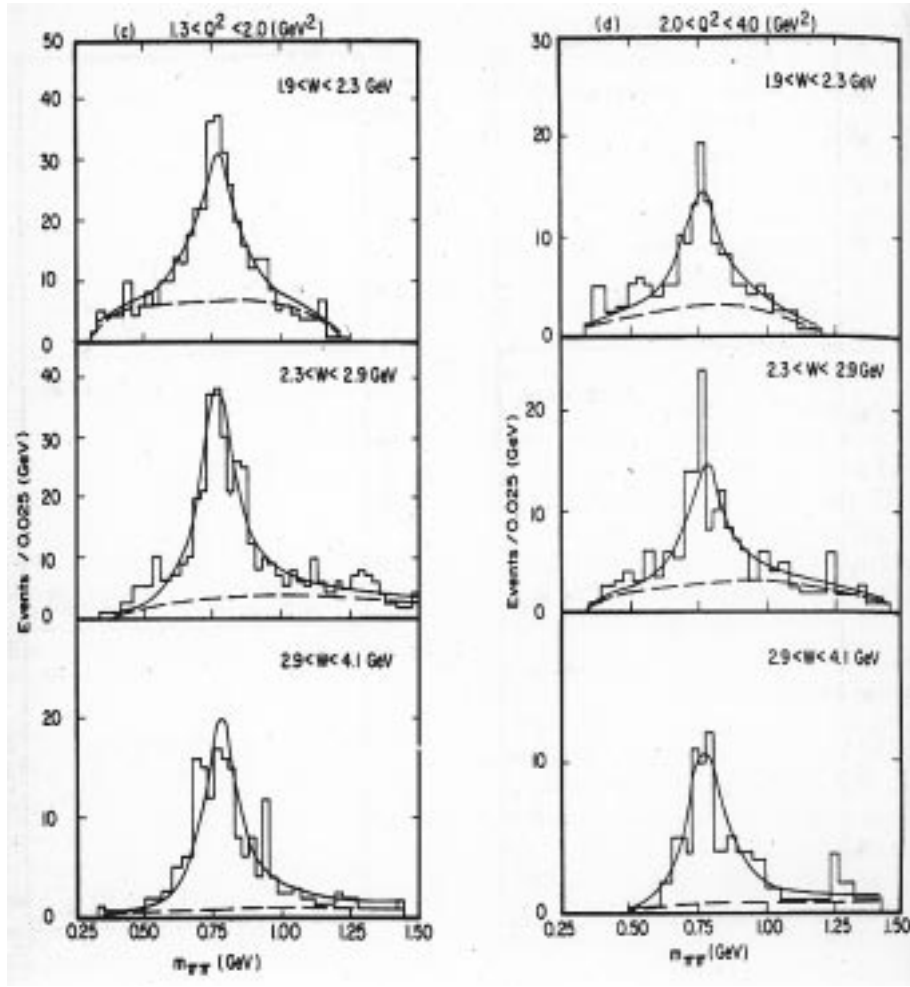 (c) 1.3 < Q² < 2.0 (GeV²)
50
1.9 < W < 2.3 GeV
40
30
20
10
0
2.3 < W < 2.9 GeV
40
30
20
10
0
2.9 < W < 4.1 GeV
20
10
0
Events / 0.025 (GeV)
0.25 0.50 0.75 1.00 1.25 1.50
mππ (GeV)
(d) 2.0 < Q² < 4.0 (GeV²)
30
1.9 < W < 2.3 GeV
20
10
0
2.3 < W < 2.9 GeV
20
10
0
2.9 < W < 4.1 GeV
10
0
Events / 0.025 (GeV)
0.25 0.50 0.75 1.00 1.25 1.50
mππ (GeV)